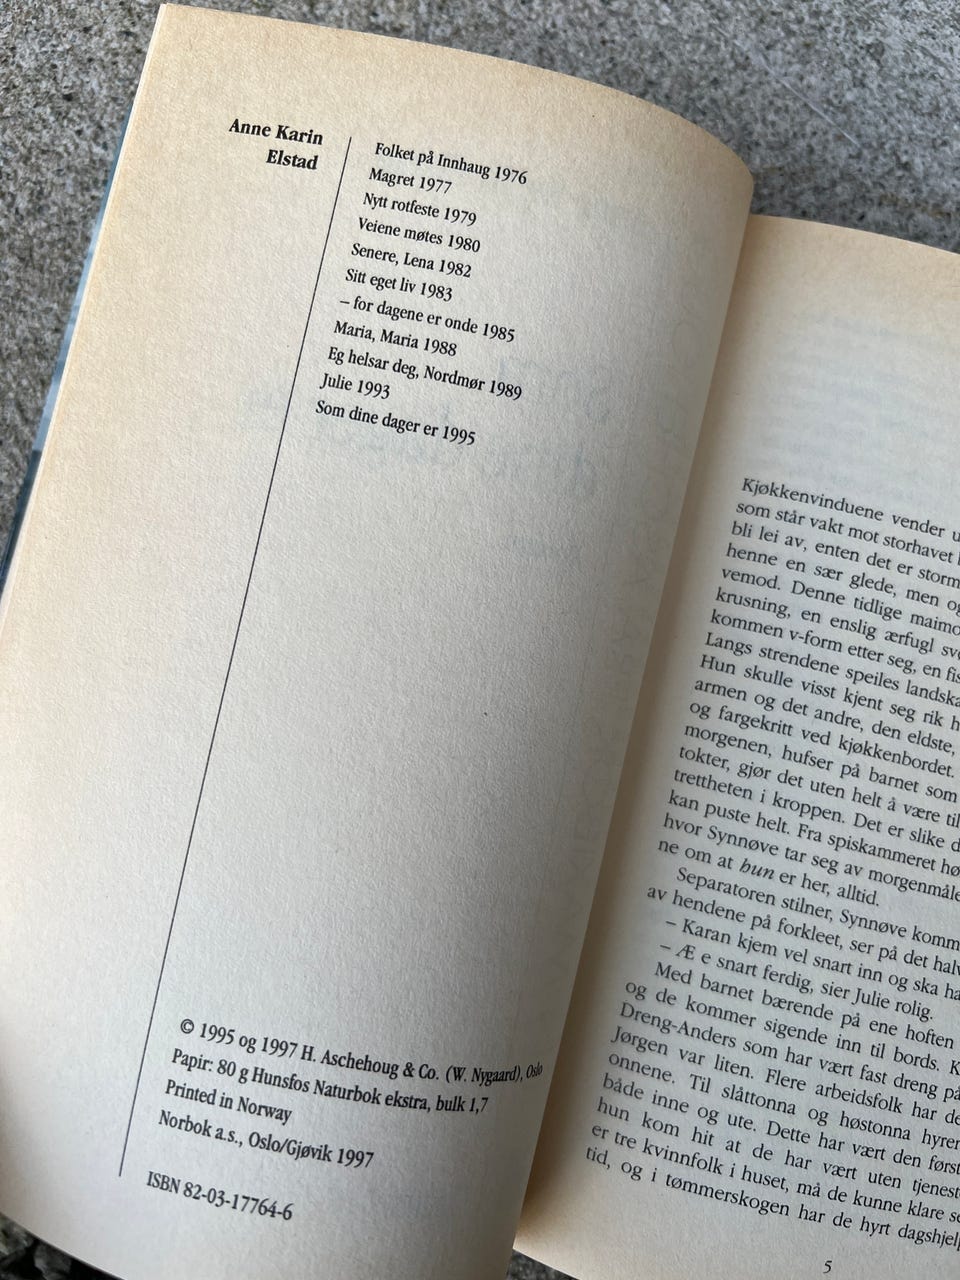 Anne Karin
Elstad
Folket på Innhaug 1976
Magret 1977
Nytt rotfeste 1979
Veiene møtes 1980
Senere, Lena 1982
Sitt eget liv 1983
– for dagene er onde 1985
Maria, Maria 1988
Eg helsar deg, Nordmør 1989
Julie 1993
Som dine dager er 1995
© 1995 og 1997 H. Aschehoug & Co. (W. Nygaard), Oslo
Papir: 80 g Hunsfos Naturbok ekstra, bulk 1,7
Printed in Norway
Norbok a.s., Oslo/Gjøvik 1997
ISBN 82-03-17764-6
Kjøkkenvinduene vender
som står vakt mot storhavet
bli lei av, enten det er storm
henne en sær glede, men
vemod. Denne tidlige
krusning, en enslig ærfugl
kommen v-form etter seg, en
Langs strendene speiles
Hun skulle visst kjent seg rik
armen og det andre, den eldste,
og fargekritt ved kjøkkenbordet.
morgenen, hufser på barnet som
tokter, gjør det uten helt å være
trettheten i kroppen. Det er slike
kan puste helt. Fra spiskammeret
hvor Synnøve tar seg av
ne om at hun er her, alltid.
Separatoren stilner, Synnøve
av hendene på forkleet, ser på det
– Karan kjem vel snart inn og ska
– Æ e snart ferdig, sier Julie rolig.
Med barnet bærende på ene hoften
og de kommer sigende inn til bords.
Dreng-Anders som har vært fast dreng
Jørgen var liten. Flere arbeidsfolk har
onnene. Til slåttonna og høstonna
både inne og ute. Dette har vært den
hun kom hit at de har vært uten
er tre kvinnfolk i huset, må de kunne klare
tid, og i tømmerskogen har de hyrt
5